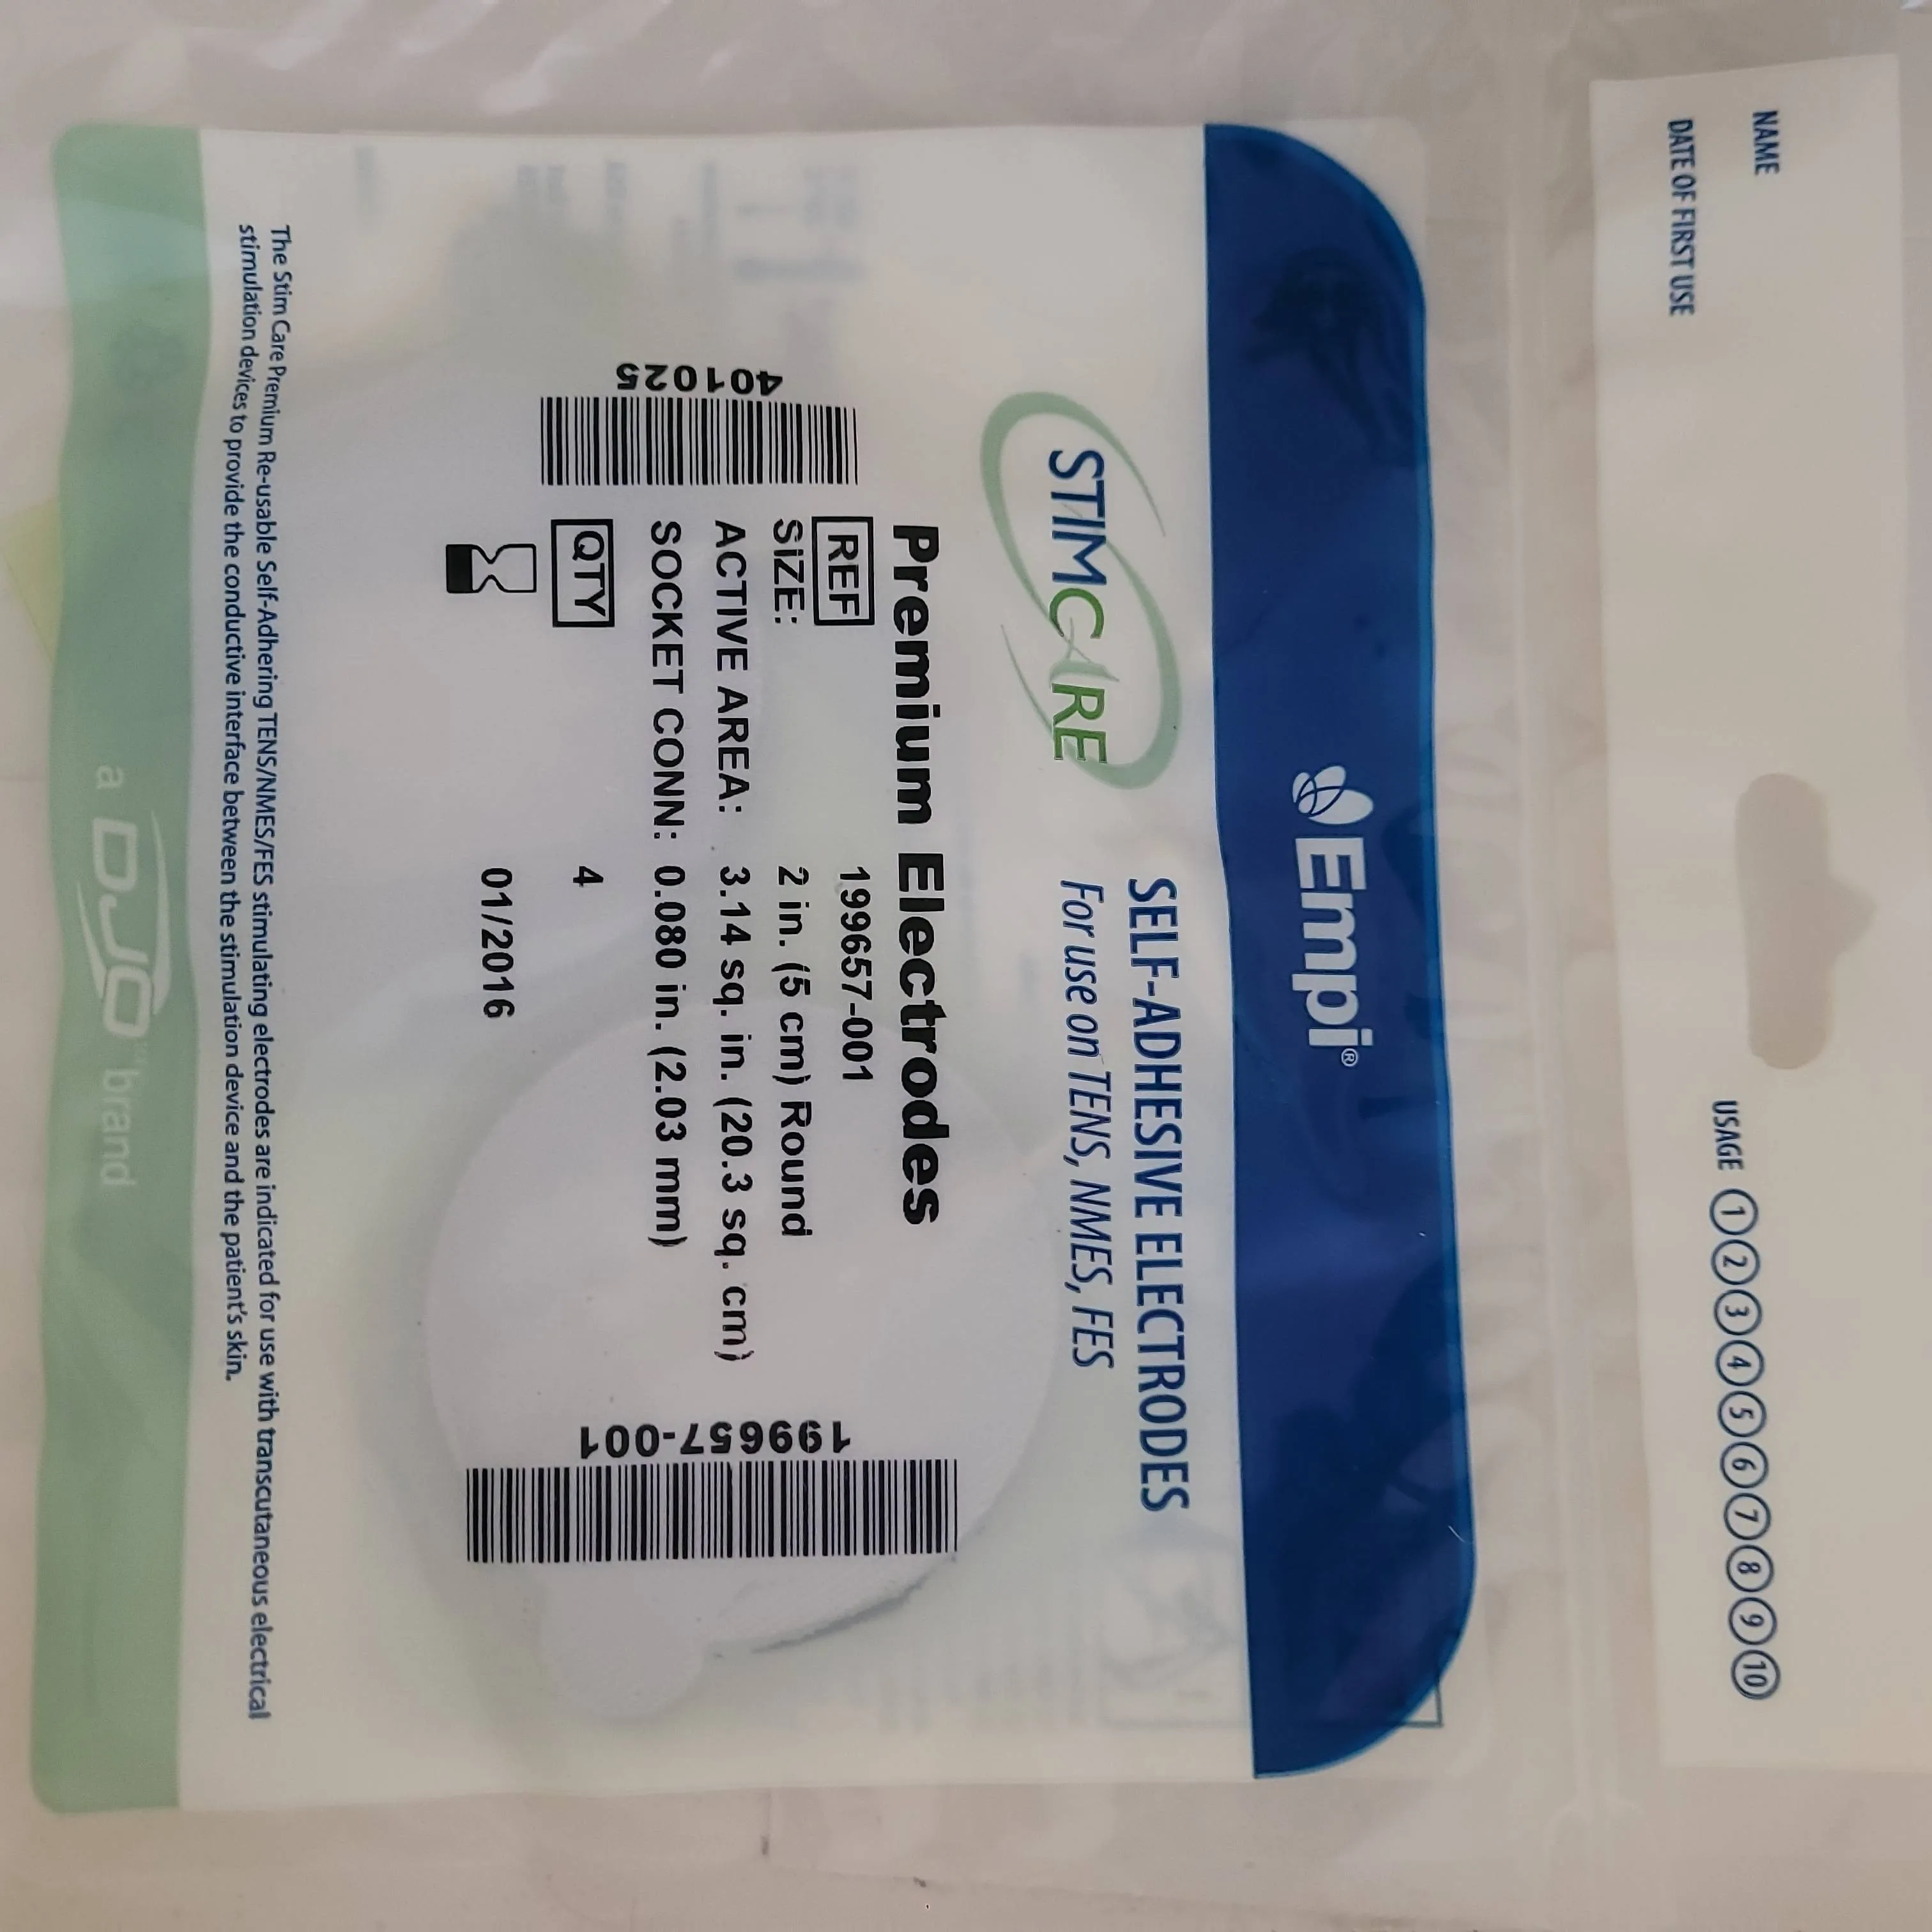 NAME
DATE OF FIRST USE
USAGE 1 2 3 4 5 6 7 8 9 10
Empi®
STIMCARE
SELF-ADHESIVE ELECTRODES
For use on TENS, NMES, FES
Premium Electrodes
REF 199657-001
SIZE: 2 in. (5 cm) Round
ACTIVE AREA: 3.14 sq. in. (20.3 sq. cm)
SOCKET CONN: 0.080 in. (2.03 mm)
QTY 4
01/2016
401025
199657-001
The Stim Care Premium Re-usable Self-Adhering TENS/NMES/FES stimulating electrodes are indicated for use with transcutaneous electrical
stimulation devices to provide the conductive interface between the stimulation device and the patient's skin.
a DJO™ brand